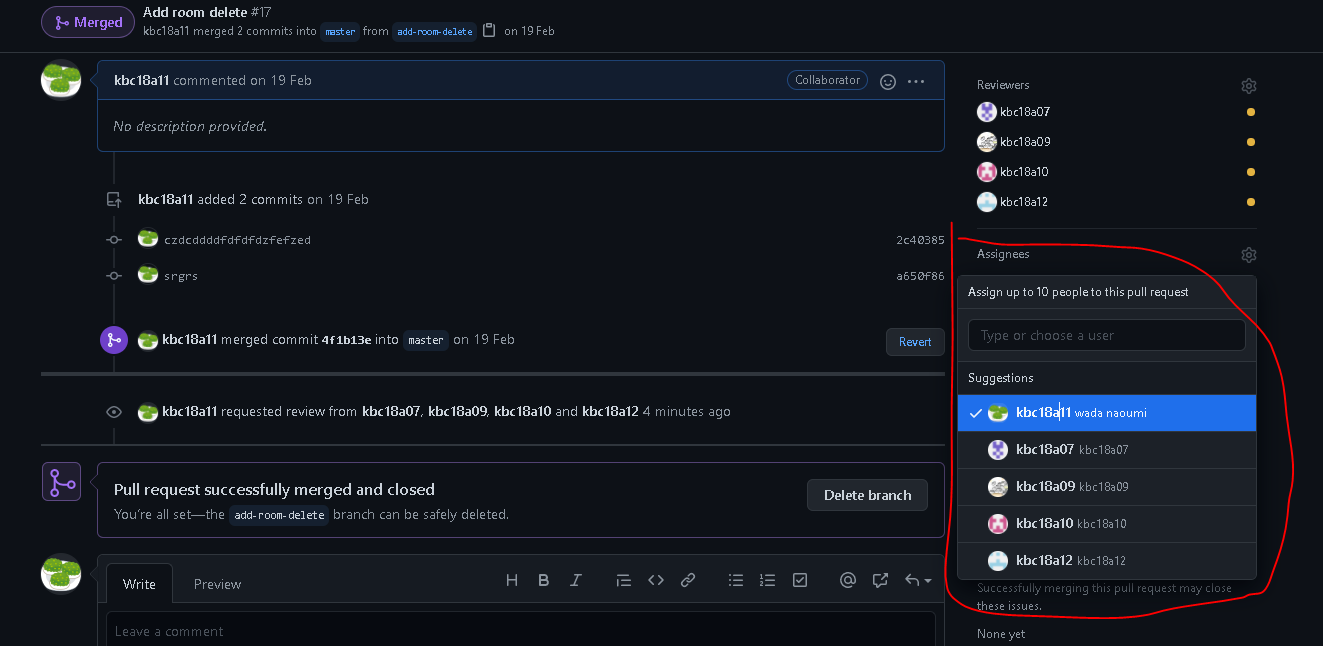 Merged
Add room delete #17
kbc18a11 merged 2 commits into master from add-room-delete on 19 Feb
kbc18a11 commented on 19 Feb
Collaborator
No description provided.
kbc18a11 added 2 commits on 19 Feb
czdcddddfdfdfdzfefzed 2c40385
srgrs a650f86
kbc18a11 merged commit 4f1b13e into master on 19 Feb
Revert
kbc18a11 requested review from kbc18a07, kbc18a09, kbc18a10 and kbc18a12 4 minutes ago
Pull request successfully merged and closed
You're all set—the add-room-delete branch can be safely deleted.
Delete branch
Write Preview
Leave a comment
Reviewers
kbc18a07
kbc18a09
kbc18a10
kbc18a12
Assignees
Assign up to 10 people to this pull request
Type or choose a user
Suggestions
kbc18a11 wada naoumi
kbc18a07 kbc18a07
kbc18a09 kbc18a09
kbc18a10 kbc18a10
kbc18a12 kbc18a12
Successfully merging this pull request may close
these issues.
None yet